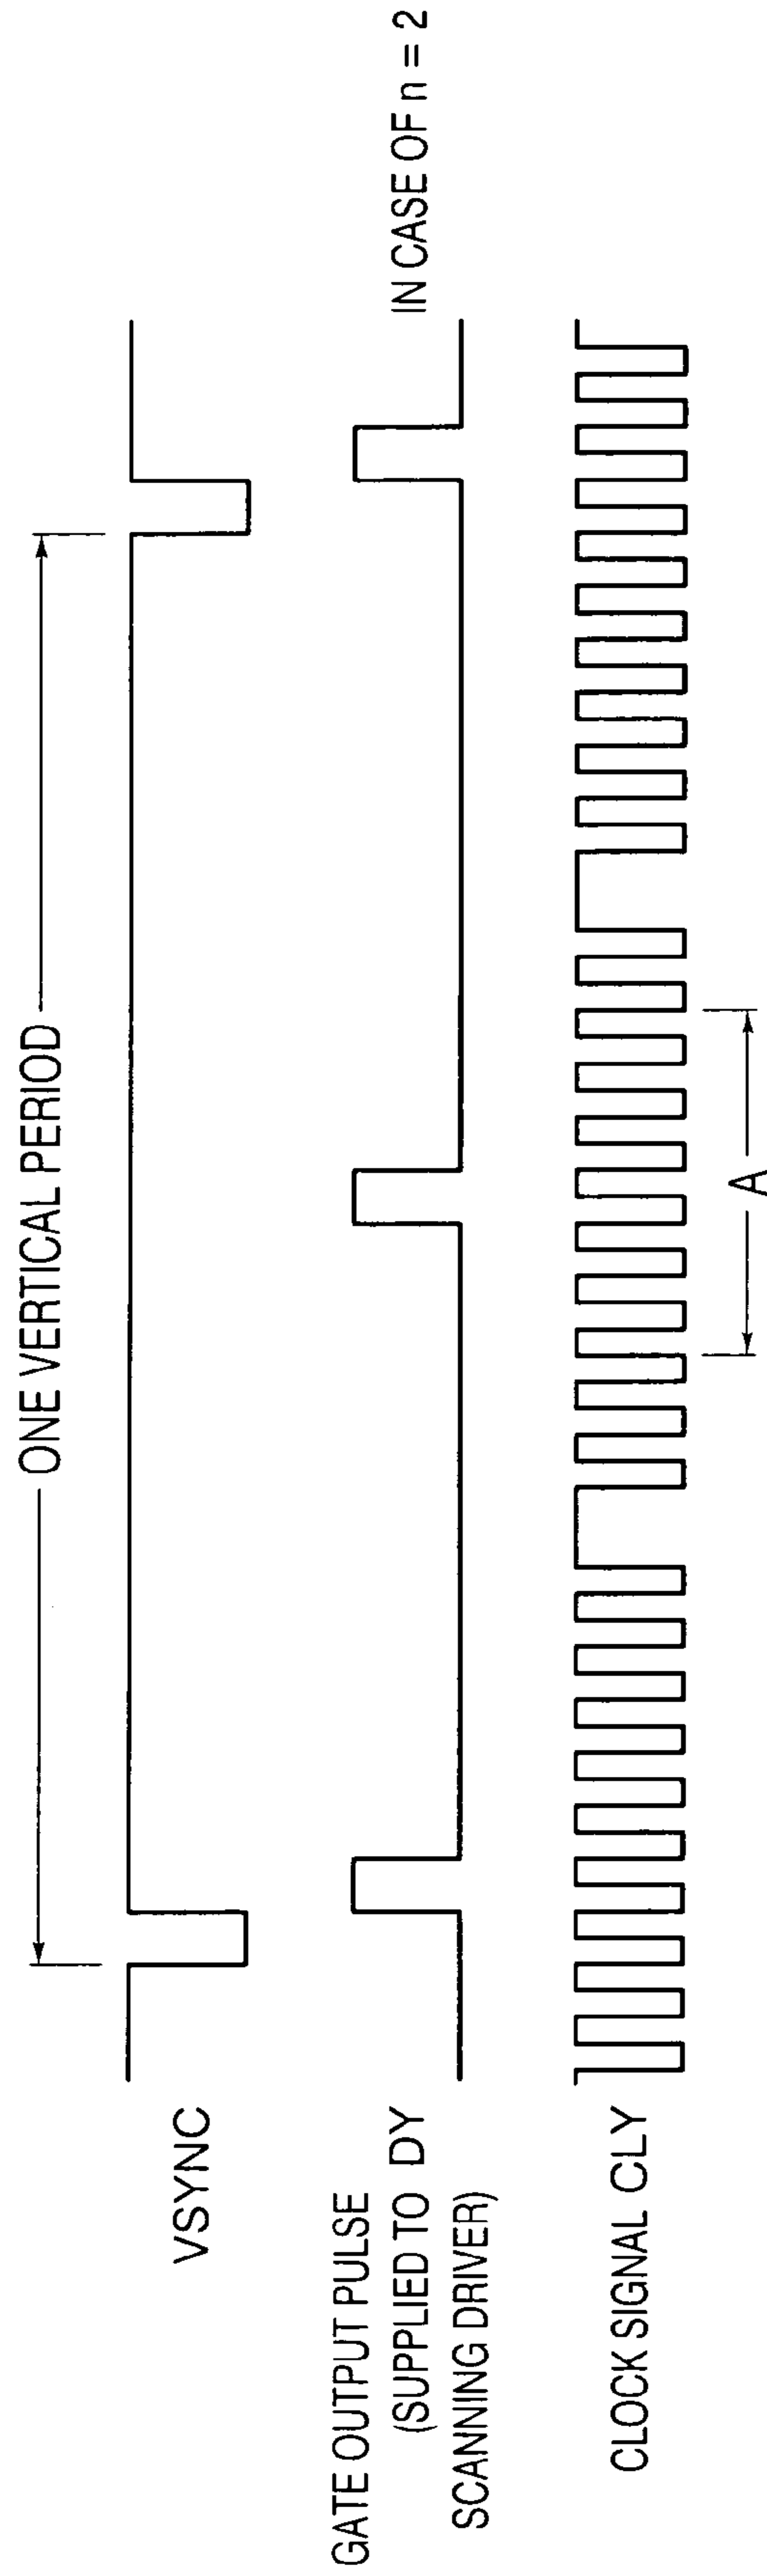 ONE VERTICAL PERIOD
VSYNC
GATE OUTPUT PULSE
(SUPPLIED TO DY
SCANNING DRIVER)
IN CASE OF n = 2
CLOCK SIGNAL CLY
A